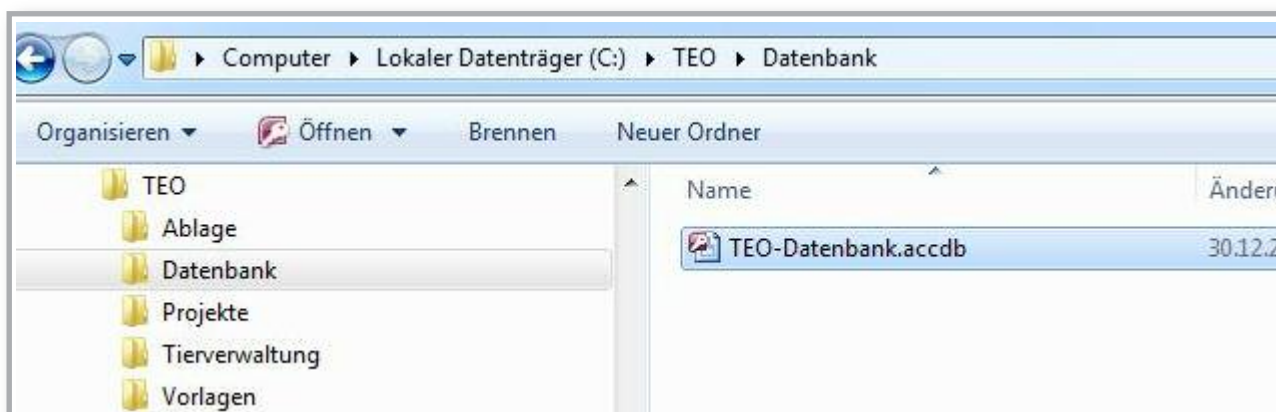 Computer ▸ Lokaler Datenträger (C:) ▸ TEO ▸ Datenbank
Organisieren Öffnen Brennen Neuer Ordner
TEO
Ablage
Datenbank
Projekte
Tierverwaltung
Vorlagen
Name
TEO-Datenbank.accdb